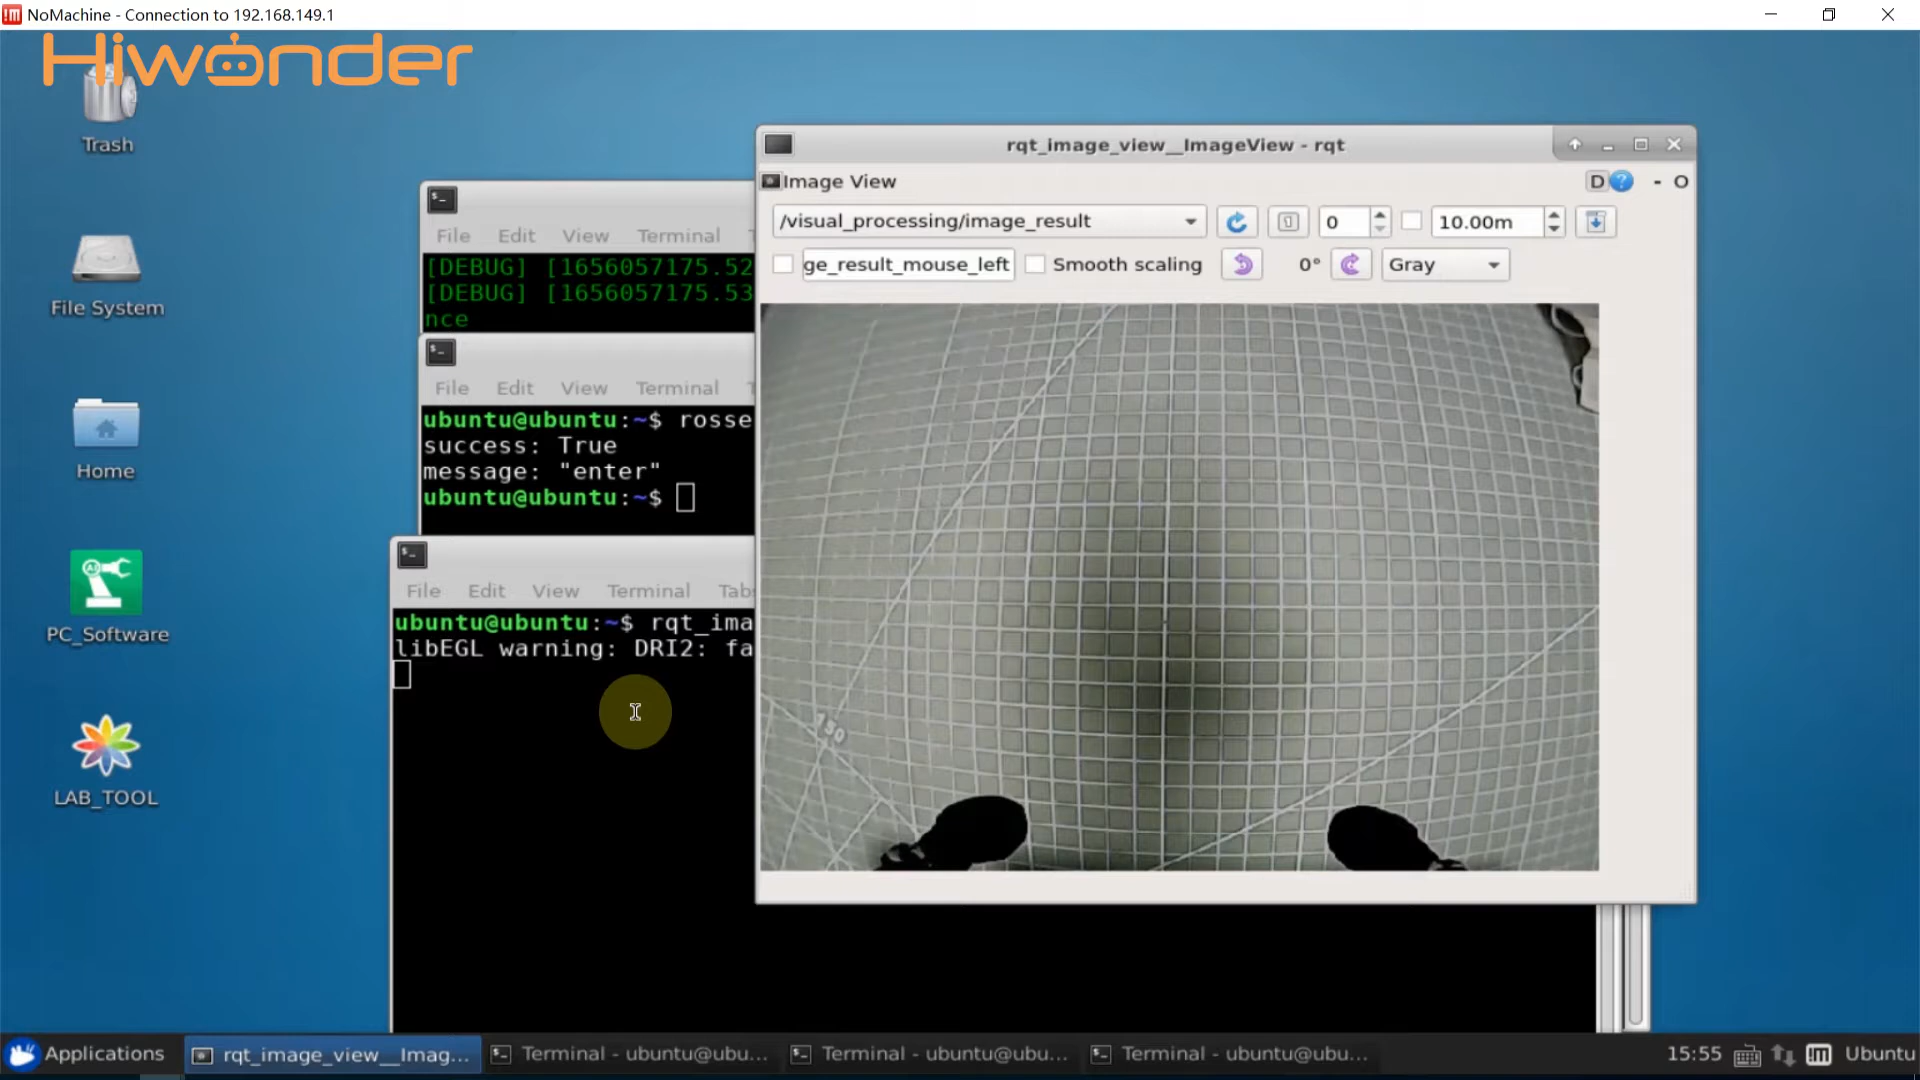 NoMachine - Connection to 192.168.149.1
Hiwonder
Trash
File System
Home
PC_Software
LAB_TOOL
File Edit View Terminal
[DEBUG] [1656057175.52
[DEBUG] [1656057175.53
nce
File Edit View Terminal
ubuntu@ubuntu:~$ rosse
success: True
message: "enter"
ubuntu@ubuntu:~$
File Edit View Terminal Tab
ubuntu@ubuntu:~$ rqt_ima
libEGL warning: DRI2: fa
rqt_image_view__ImageView - rqt
Image View
D ? - O
/visual_processing/image_result
0
10.00m
ge_result_mouse_left
Smooth scaling
0°
Gray
150
Applications
rqt_image_view__Imag...
Terminal - ubuntu@ubu...
Terminal - ubuntu@ubu...
Terminal - ubuntu@ubu...
15:55
Ubuntu